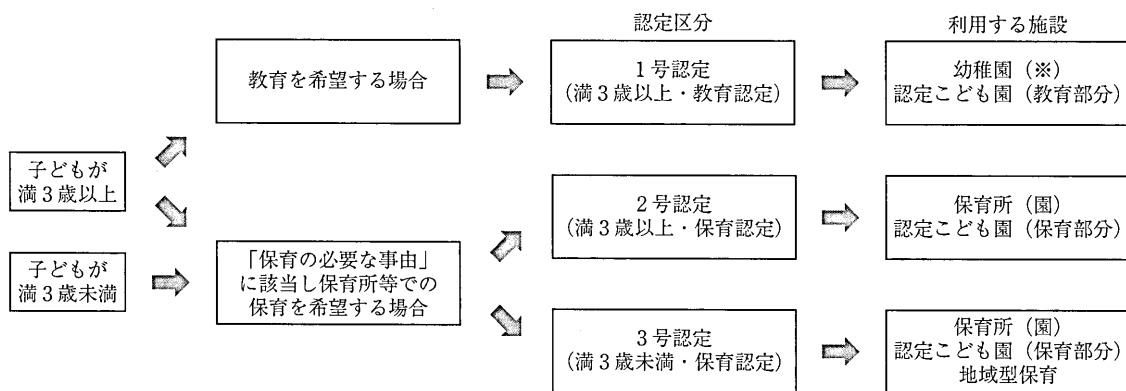 認定区分
利用する施設
教育を希望する場合
1号認定
(満3歳以上・教育認定)
幼稚園（※）
認定こども園（教育部分）
子どもが
満3歳以上
2号認定
(満3歳以上・保育認定)
保育所（園）
認定こども園（保育部分）
子どもが
満3歳未満
「保育の必要な事由」
に該当し保育所等での
保育を希望する場合
3号認定
(満3歳未満・保育認定)
保育所（園）
認定こども園（保育部分）
地域型保育